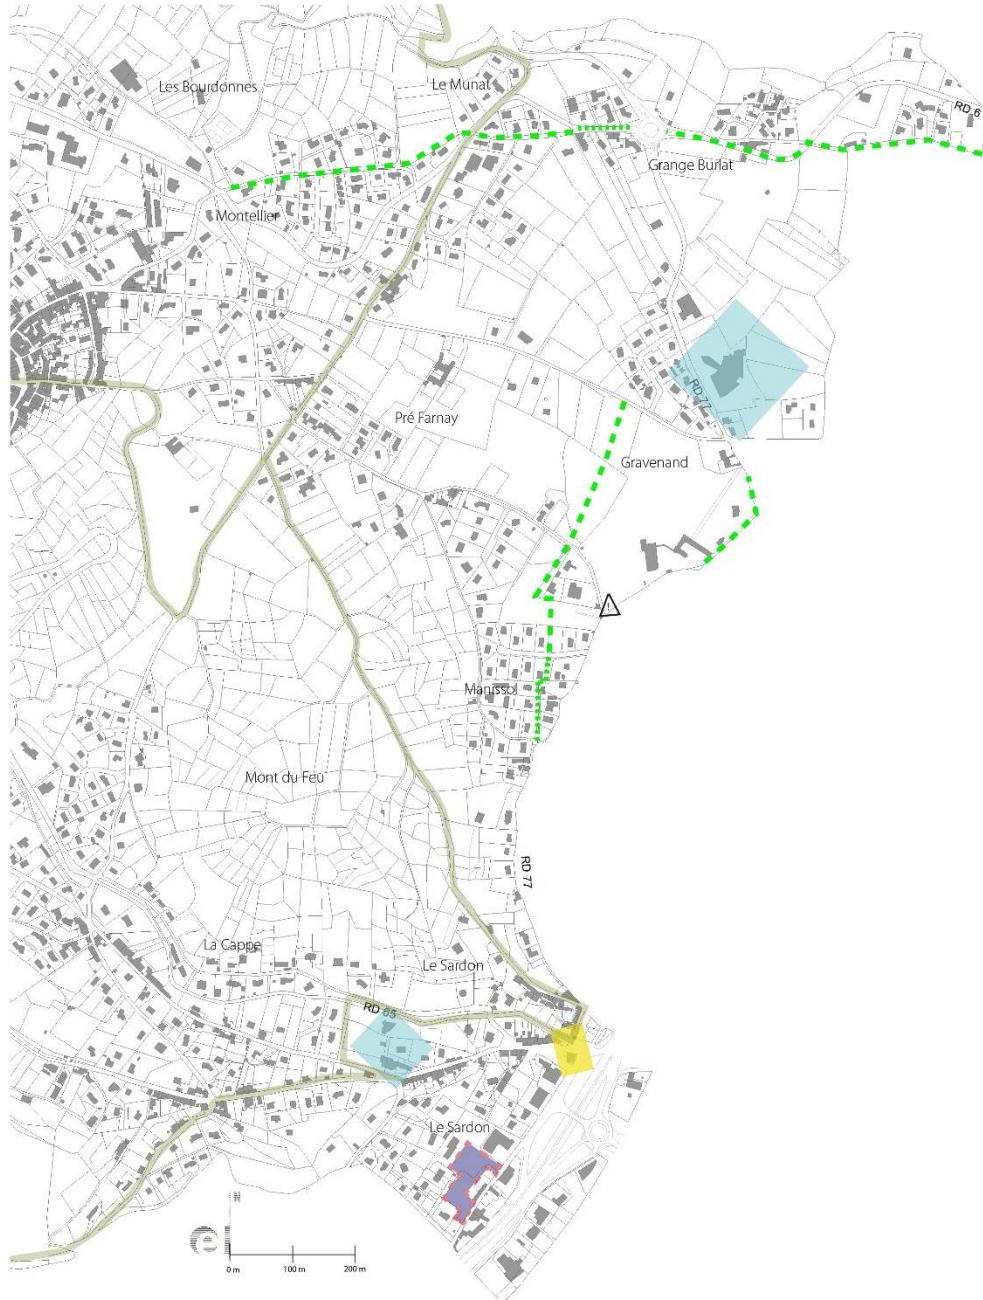 Les Bourdonnes
Le Munat
RD 6
Grange Burlat
Montellier
RD 77
Pré Farnay
Gravenand
!
Manissol
Mont du Feu
RD 77
La Cappe
Le Sardon
RD 65
Le Sardon
N
e
0 m
100 m
200 m